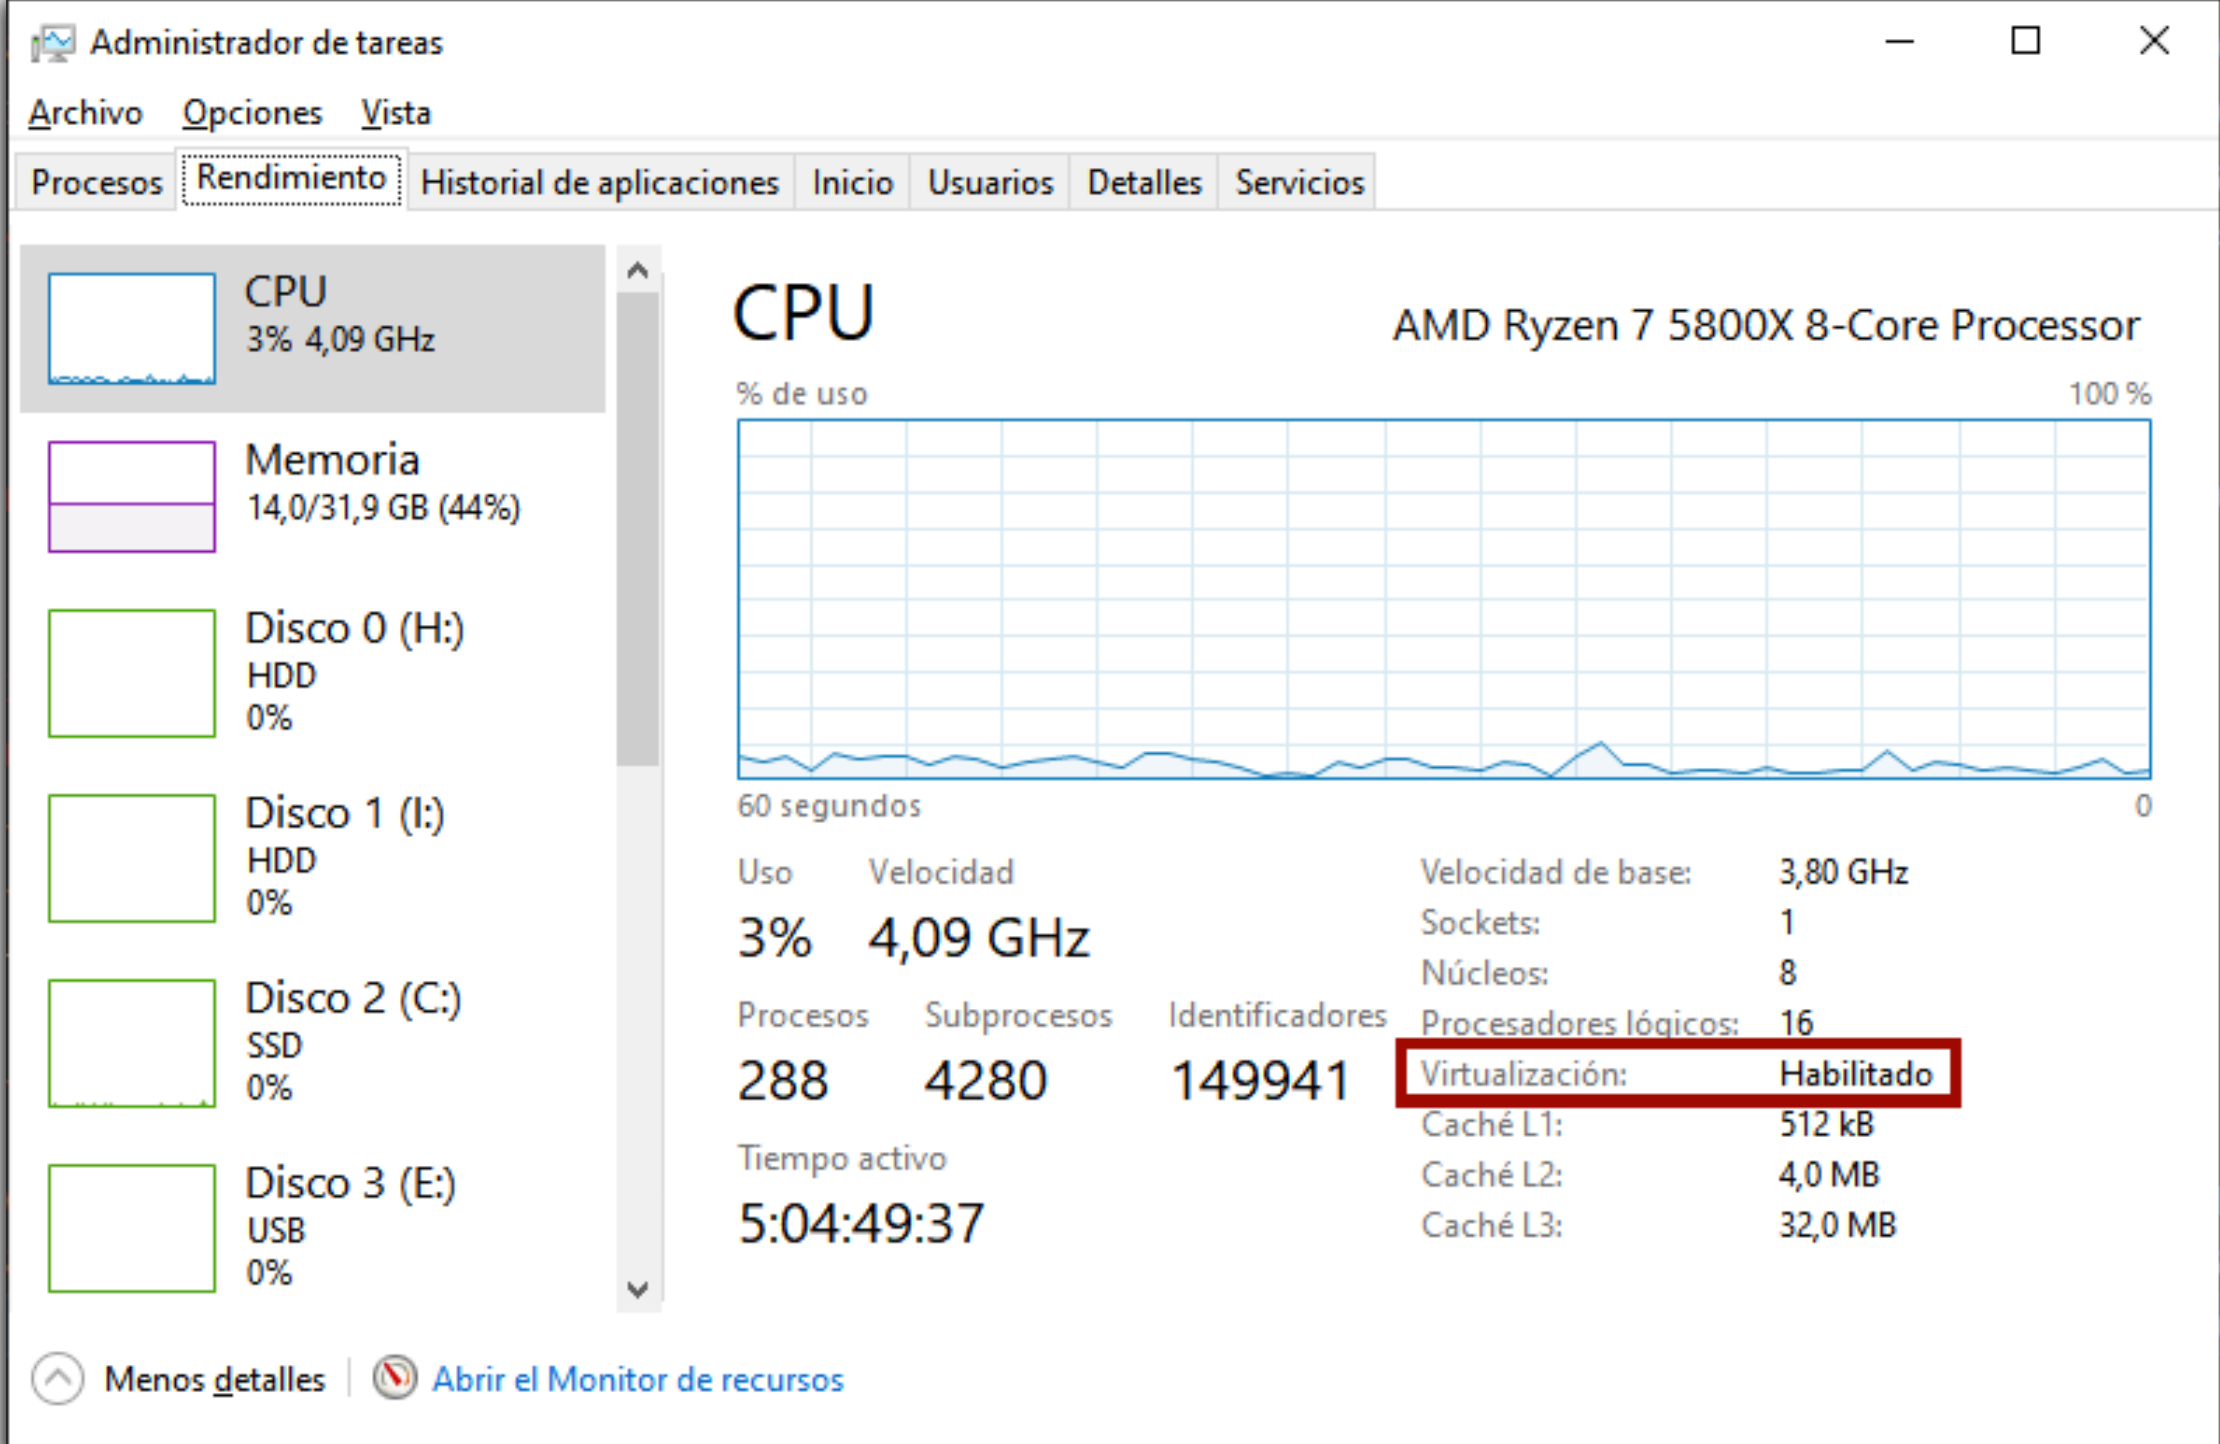 Administrador de tareas
Archivo Opciones Vista
Procesos Rendimiento Historial de aplicaciones Inicio Usuarios Detalles Servicios
CPU
3% 4,09 GHz
Memoria
14,0/31,9 GB (44%)
Disco 0 (H:)
HDD
0%
Disco 1 (I:)
HDD
0%
Disco 2 (C:)
SSD
0%
Disco 3 (E:)
USB
0%
CPU AMD Ryzen 7 5800X 8-Core Processor
% de uso 100 %
60 segundos 0
Uso Velocidad
3% 4,09 GHz
Procesos Subprocesos Identificadores
288 4280 149941
Tiempo activo
5:04:49:37
Velocidad de base: 3,80 GHz
Sockets: 1
Núcleos: 8
Procesadores lógicos: 16
Virtualización: Habilitado
Caché L1: 512 kB
Caché L2: 4,0 MB
Caché L3: 32,0 MB
Menos detalles Abrir el Monitor de recursos